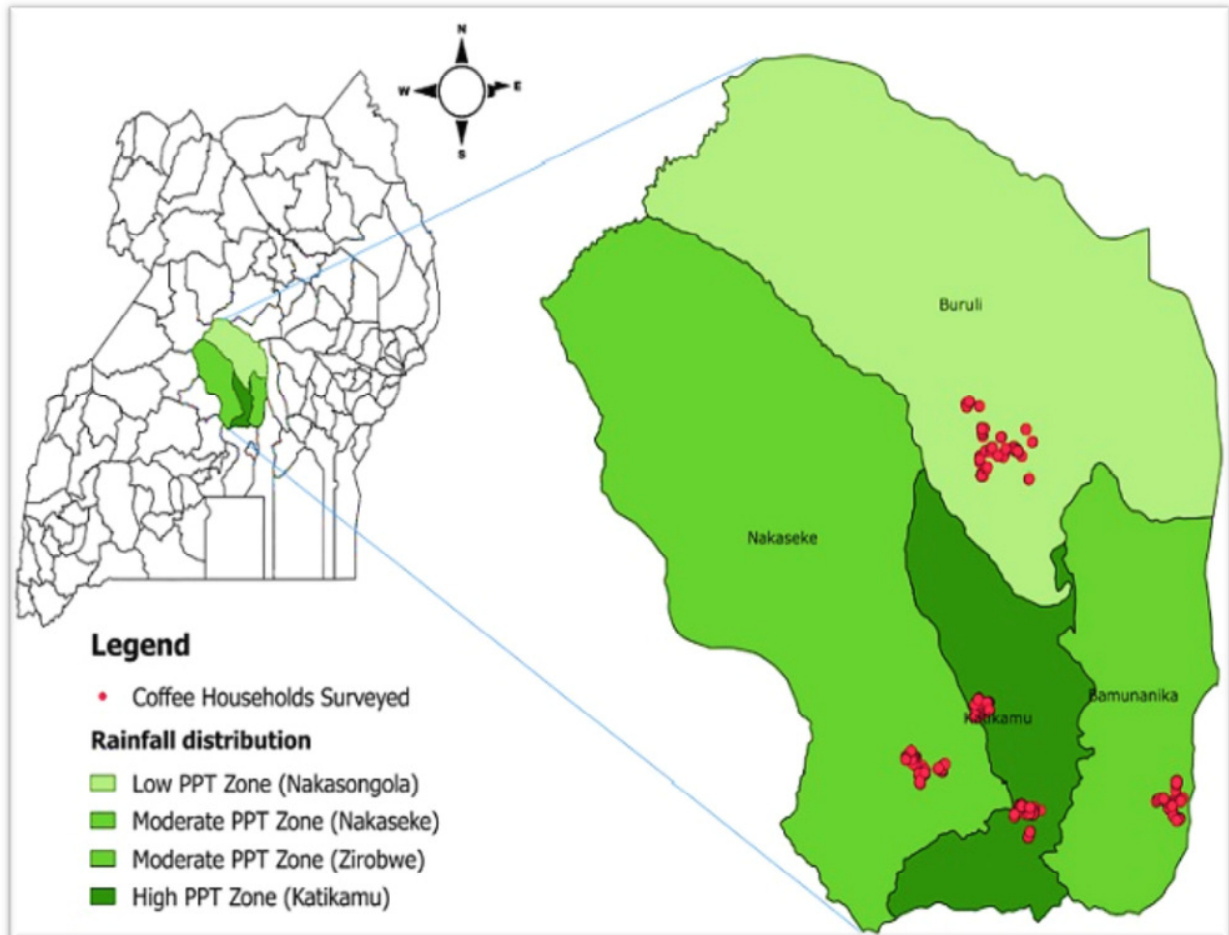 N
W
E
S
Buruli
Nakaseke
Bamunanika
Katikamu
Legend
Coffee Households Surveyed
Rainfall distribution
Low PPT Zone (Nakasongola)
Moderate PPT Zone (Nakaseke)
Moderate PPT Zone (Zirobwe)
High PPT Zone (Katikamu)